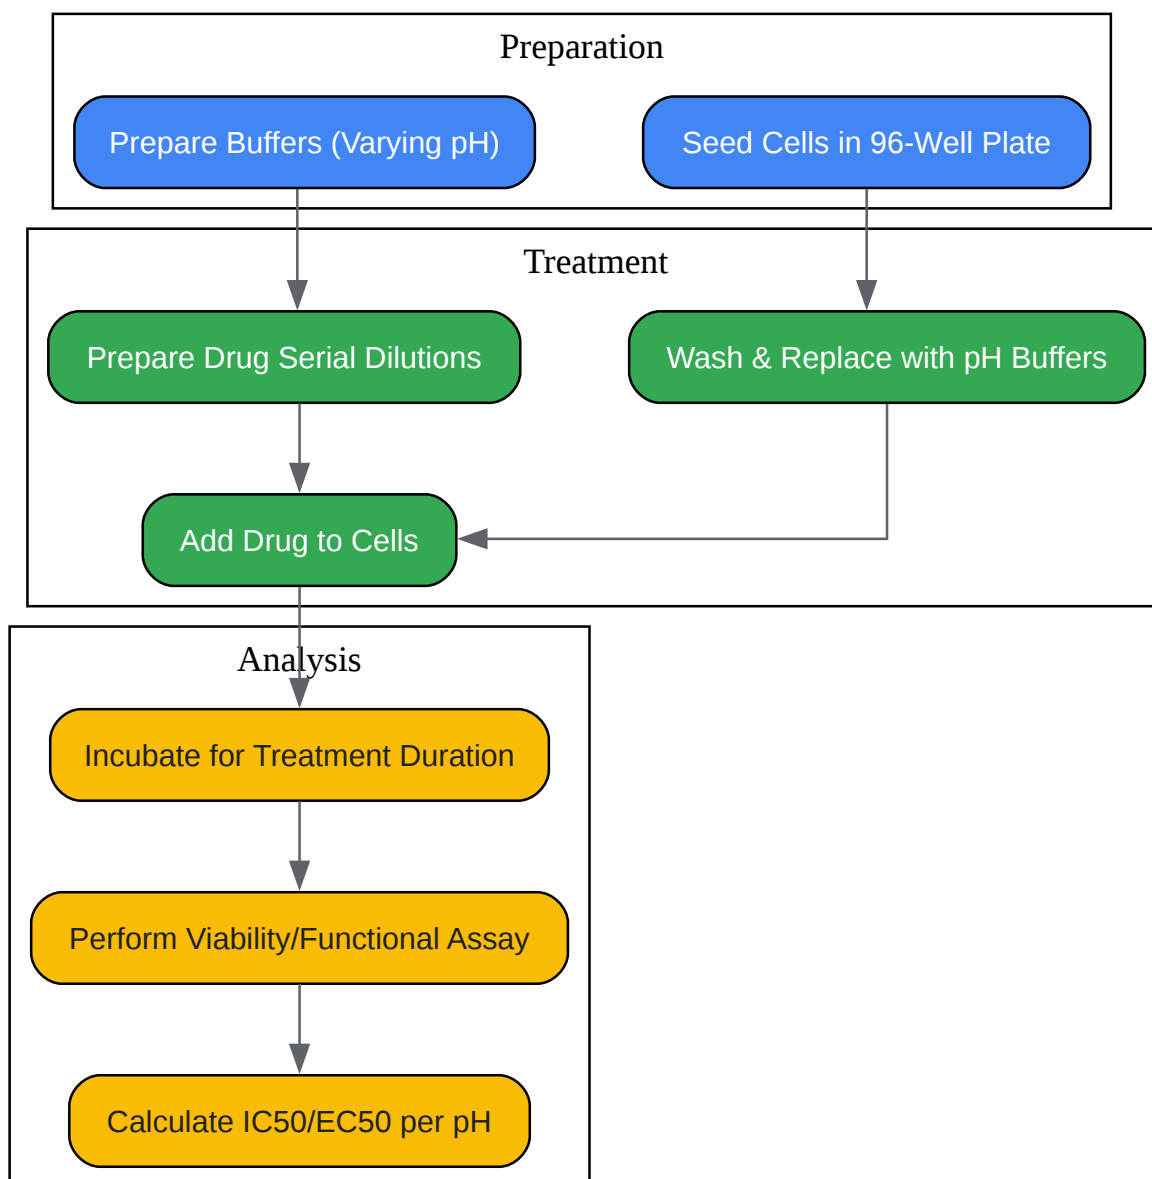 Preparation
Prepare Buffers (Varying pH)
Seed Cells in 96-Well Plate
Treatment
Prepare Drug Serial Dilutions
Wash & Replace with pH Buffers
Add Drug to Cells
Analysis
Incubate for Treatment Duration
Perform Viability/Functional Assay
Calculate IC50/EC50 per pH